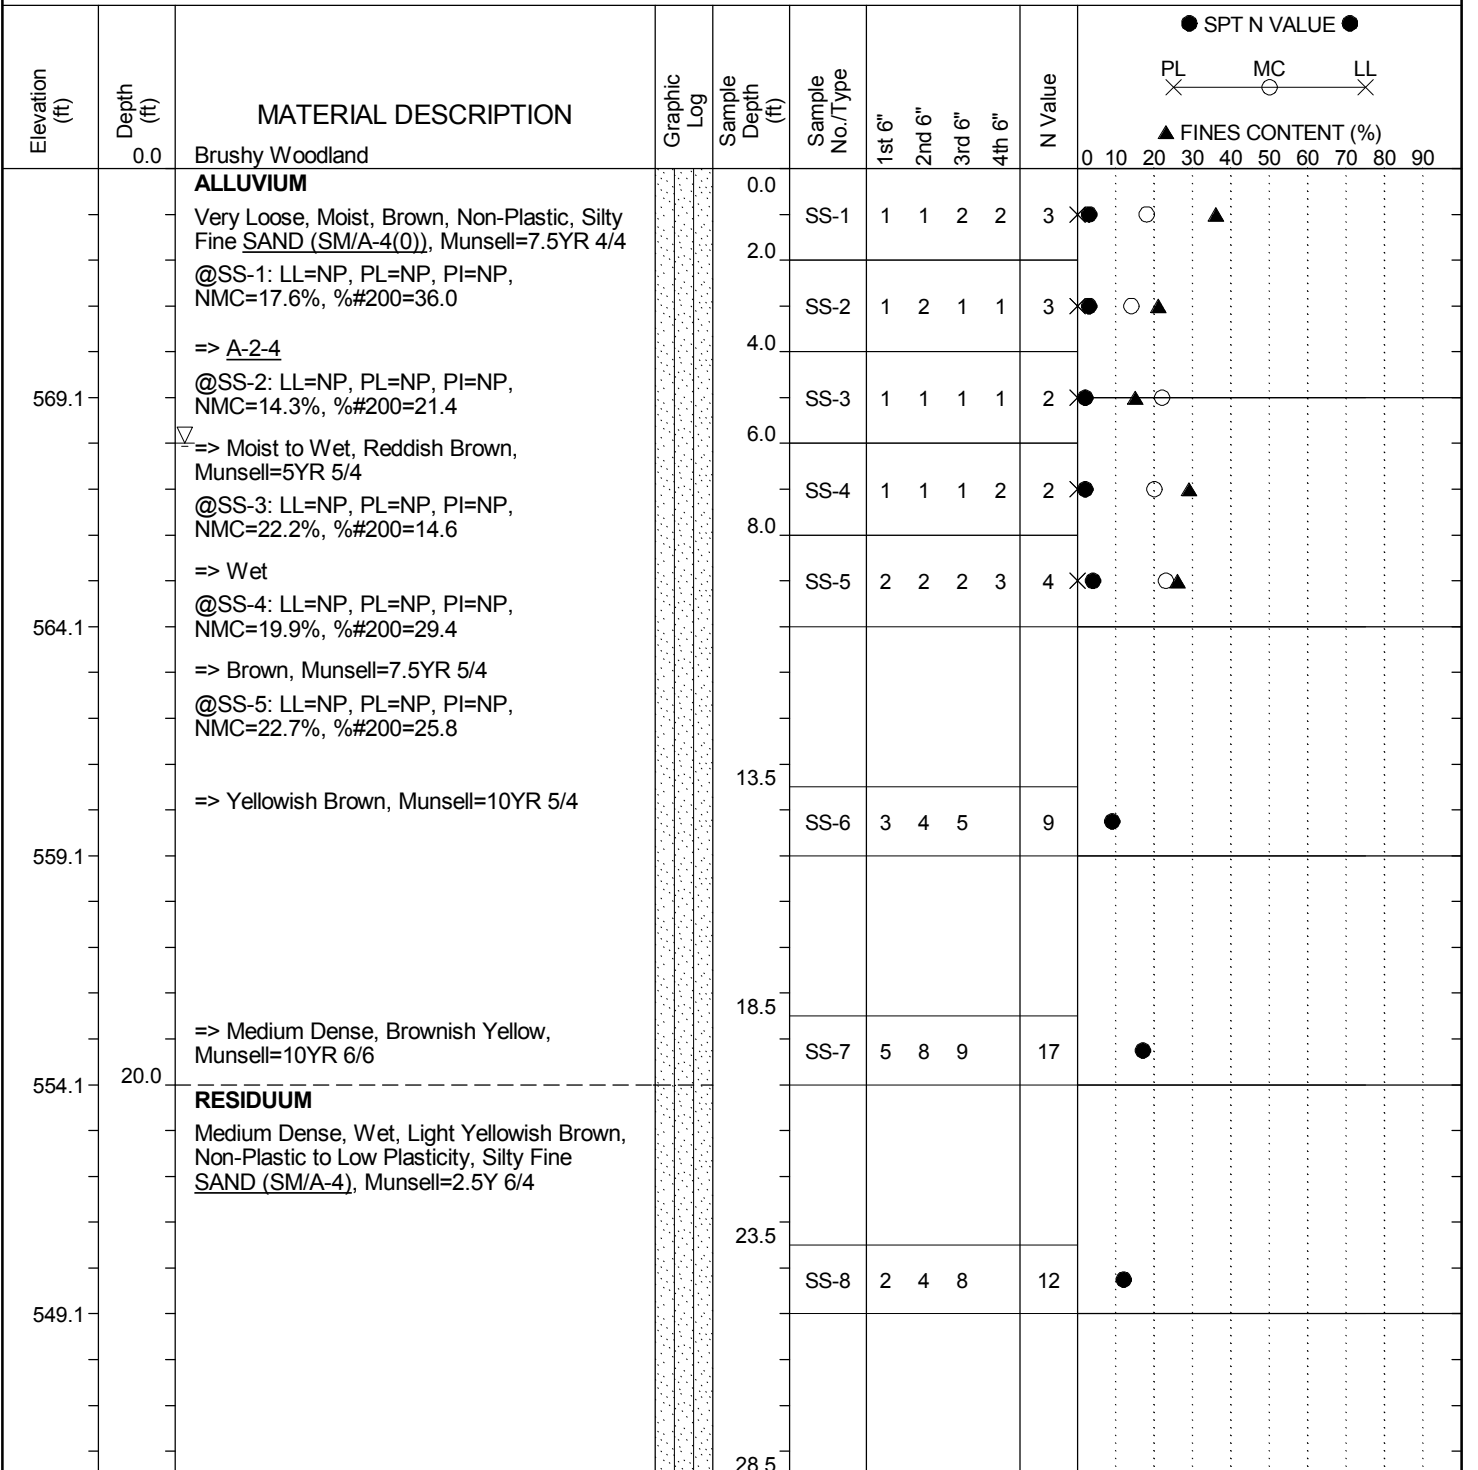 ● SPT N VALUE ●
PL MC LL
▲ FINES CONTENT (%)
0 10 20 30 40 50 60 70 80 90
Elevation (ft)
Depth (ft)
MATERIAL DESCRIPTION
Graphic Log
Sample Depth (ft)
Sample No./Type
1st 6"
2nd 6"
3rd 6"
4th 6"
N Value
0.0 Brushy Woodland
ALLUVIUM
0.0
Very Loose, Moist, Brown, Non-Plastic, Silty
Fine SAND (SM/A-4(0)), Munsell=7.5YR 4/4
SS-1 1 1 2 2 3
2.0
@SS-1: LL=NP, PL=NP, PI=NP,
NMC=17.6%, %#200=36.0
SS-2 1 2 1 1 3
4.0
=> A-2-4
@SS-2: LL=NP, PL=NP, PI=NP,
NMC=14.3%, %#200=21.4
569.1
SS-3 1 1 1 1 2
6.0
=> Moist to Wet, Reddish Brown,
Munsell=5YR 5/4
@SS-3: LL=NP, PL=NP, PI=NP,
NMC=22.2%, %#200=14.6
SS-4 1 1 1 2 2
8.0
=> Wet
SS-5 2 2 2 3 4
@SS-4: LL=NP, PL=NP, PI=NP,
NMC=19.9%, %#200=29.4
564.1
=> Brown, Munsell=7.5YR 5/4
@SS-5: LL=NP, PL=NP, PI=NP,
NMC=22.7%, %#200=25.8
13.5
=> Yellowish Brown, Munsell=10YR 5/4
SS-6 3 4 5 9
559.1
18.5
=> Medium Dense, Brownish Yellow,
Munsell=10YR 6/6
SS-7 5 8 9 17
554.1 20.0
RESIDUUM
Medium Dense, Wet, Light Yellowish Brown,
Non-Plastic to Low Plasticity, Silty Fine
SAND (SM/A-4), Munsell=2.5Y 6/4
23.5
SS-8 2 4 8 12
549.1
28.5